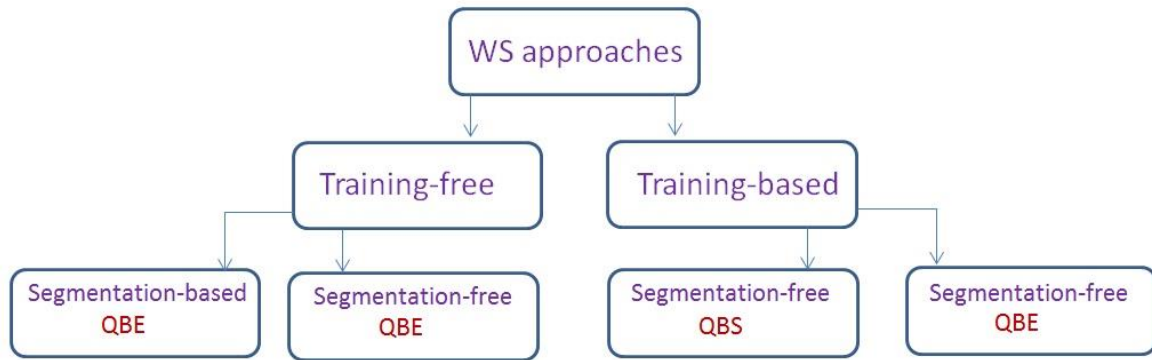 WS approaches
Training-free
Training-based
Segmentation-based
QBE
Segmentation-free
QBE
Segmentation-free
QBS
Segmentation-free
QBE